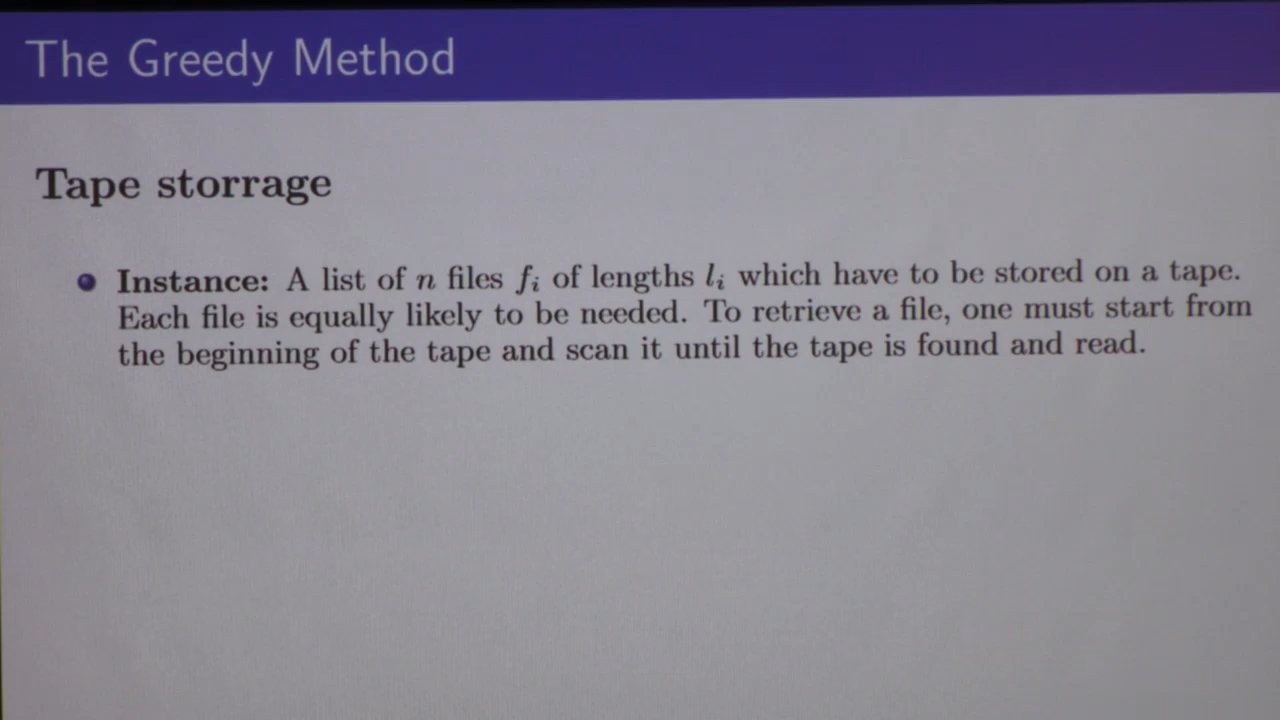 The Greedy Method
Tape storrage
Instance: A list of n files fᵢ of lengths lᵢ which have to be stored on a tape.
Each file is equally likely to be needed. To retrieve a file, one must start from
the beginning of the tape and scan it until the tape is found and read.